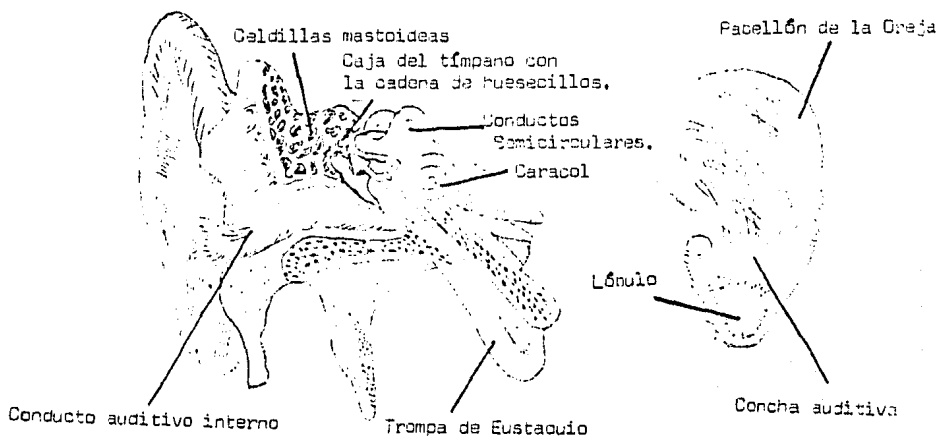 Celdillas mastoideas
Caja del tímpano con
la cadena de huesecillos.
Conductos
Semicirculares.
Caracol
Conducto auditivo interno
Trompa de Eustaquio
Pabellón de la Oreja
Lóbulo
Concha auditiva